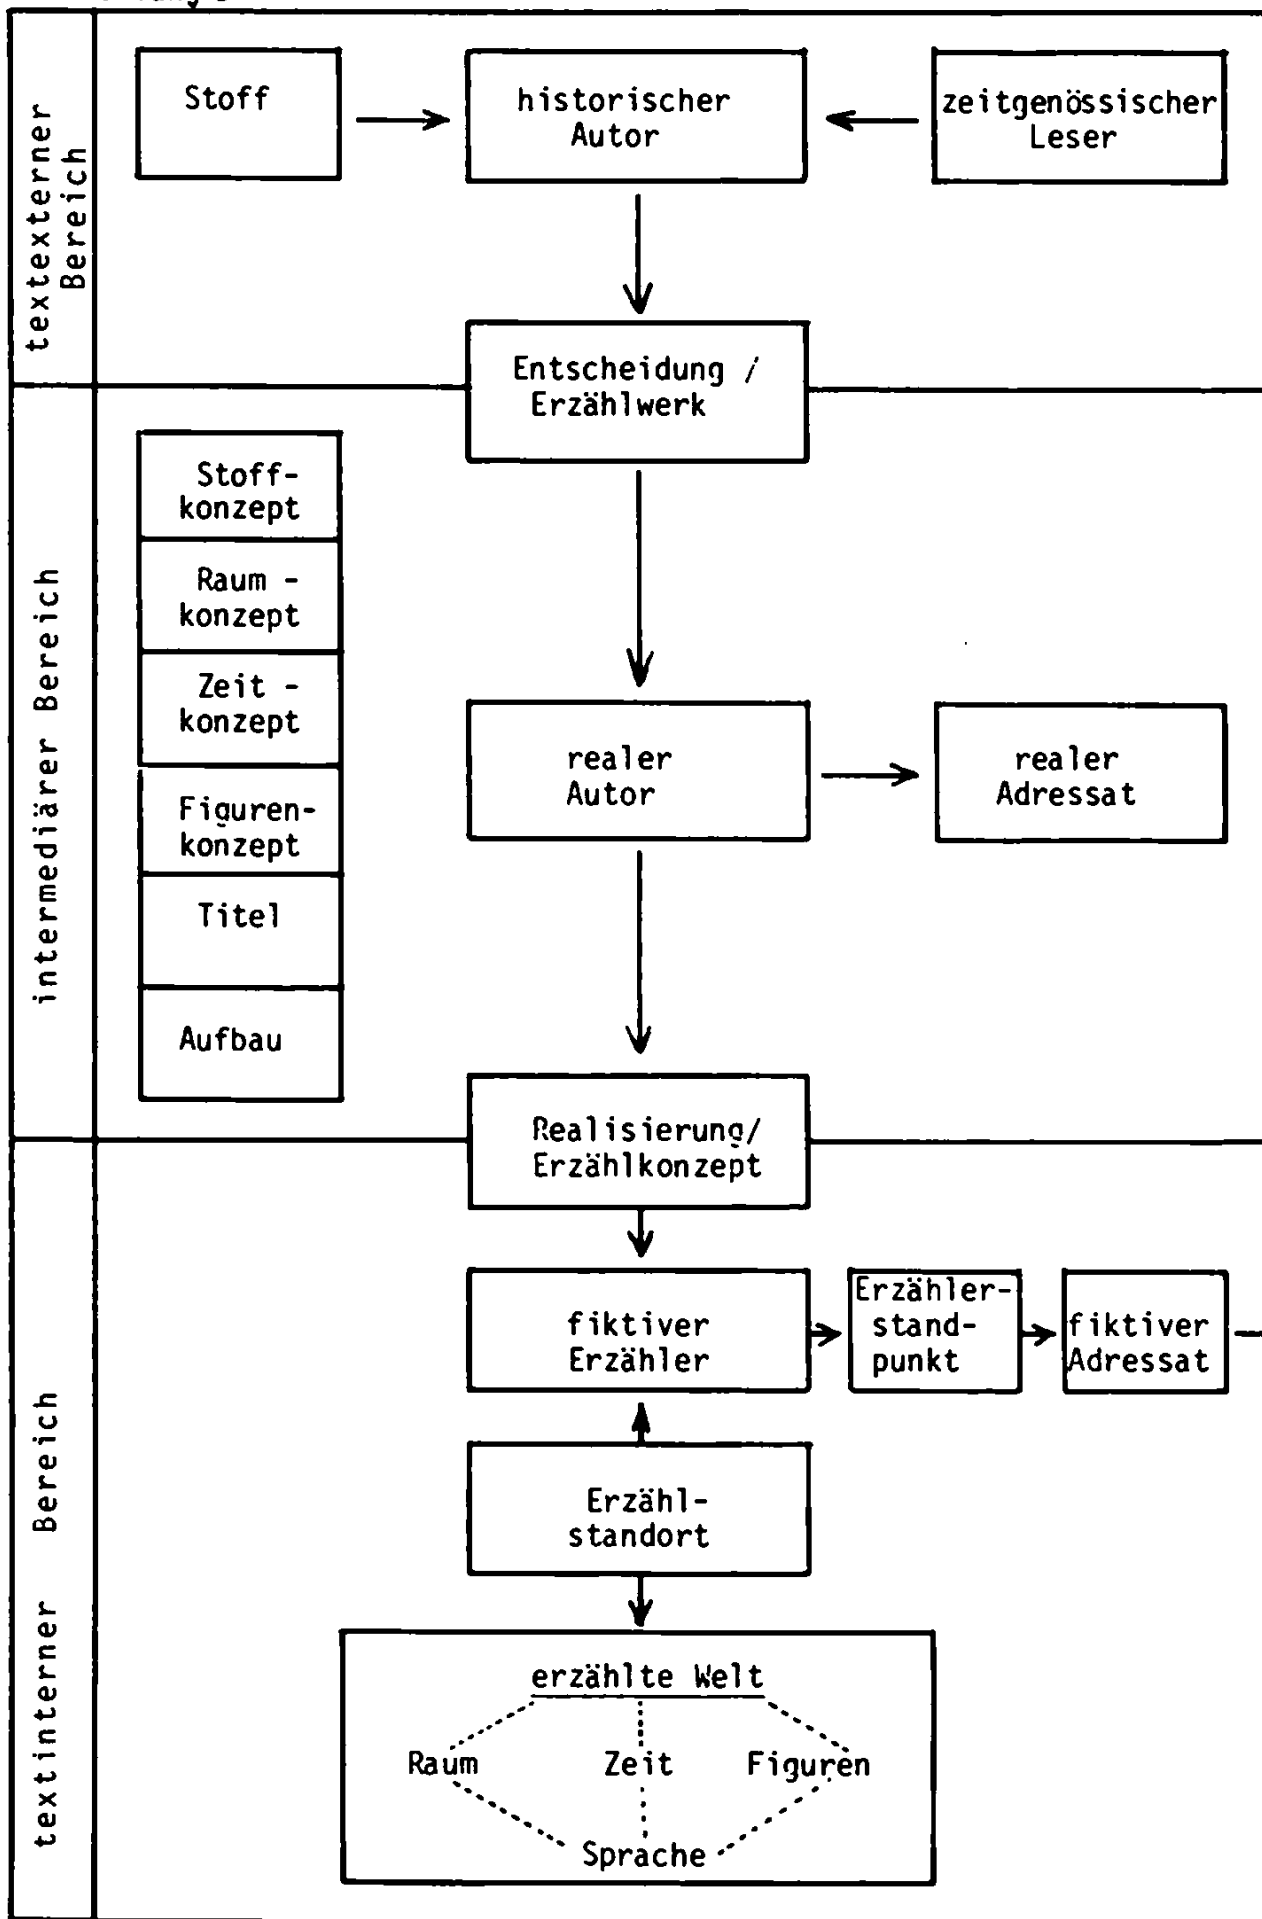 textexterner
Bereich
Stoff
historischer
Autor
zeitgenössischer
Leser
Entscheidung /
Erzählwerk
intermediärer Bereich
Stoff-
konzept
Raum -
konzept
Zeit -
konzept
Figuren-
konzept
Titel
Aufbau
realer
Autor
realer
Adressat
Realisierung/
Erzählkonzept
textinterner Bereich
fiktiver
Erzähler
Erzähler-
stand-
punkt
fiktiver
Adressat
Erzähl-
standort
erzählte Welt
Raum Zeit Figuren
Sprache